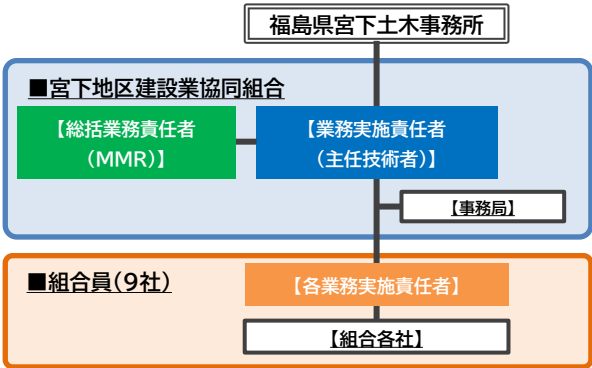 福島県宮下土木事務所
■宮下地区建設業協同組合
【総括業務責任者
（MMR）】
【業務実施責任者
（主任技術者）】
【事務局】
■組合員（9社）
【各業務実施責任者】
【組合各社】